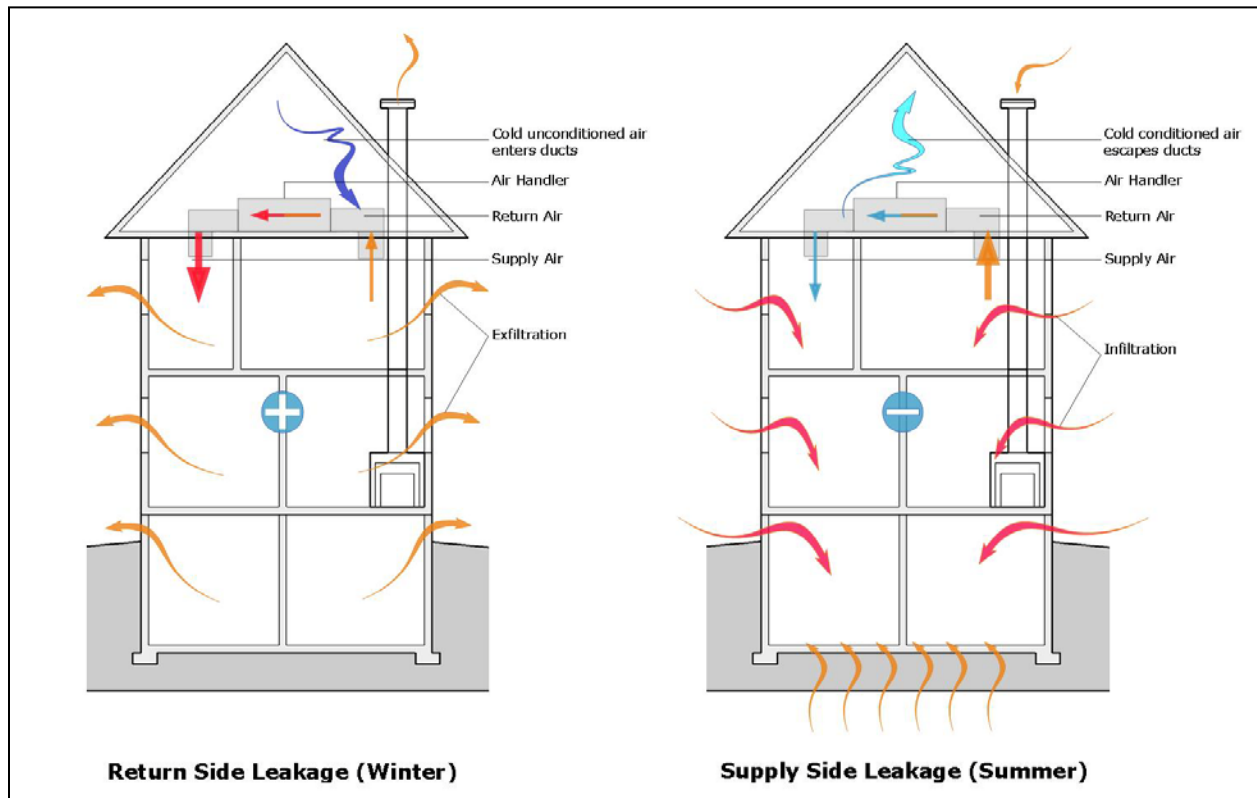 Cold unconditioned air
enters ducts
Air Handler
Return Air
Supply Air
Exfiltration
Return Side Leakage (Winter)
Cold conditioned air
escapes ducts
Air Handler
Return Air
Supply Air
Infiltration
Supply Side Leakage (Summer)